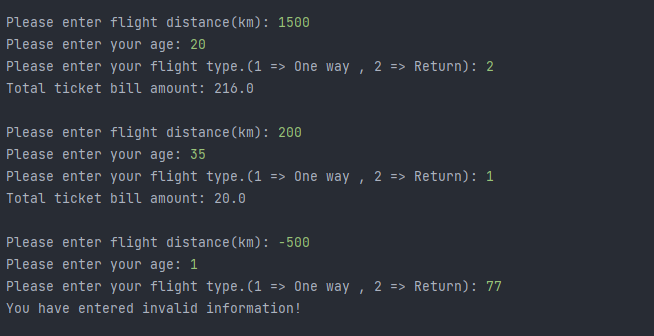 Please enter flight distance(km): 1500
Please enter your age: 20
Please enter your flight type.(1 => One way , 2 => Return): 2
Total ticket bill amount: 216.0
Please enter flight distance(km): 200
Please enter your age: 35
Please enter your flight type.(1 => One way , 2 => Return): 1
Total ticket bill amount: 20.0
Please enter flight distance(km): -500
Please enter your age: 1
Please enter your flight type.(1 => One way , 2 => Return): 77
You have entered invalid information!